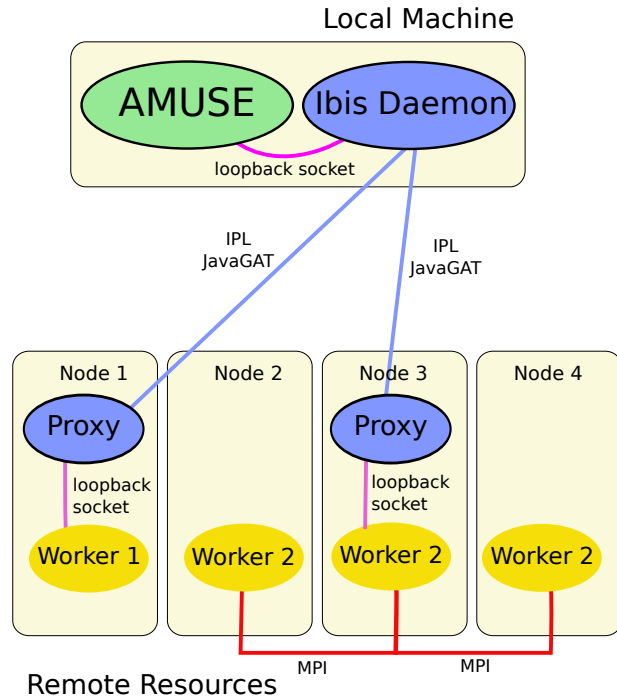 Local Machine
AMUSE
Ibis Daemon
loopback socket
IPL
JavaGAT
IPL
JavaGAT
Node 1
Node 2
Node 3
Node 4
Proxy
Proxy
loopback
socket
loopback
socket
Worker 1
Worker 2
Worker 2
Worker 2
MPI
MPI
Remote Resources